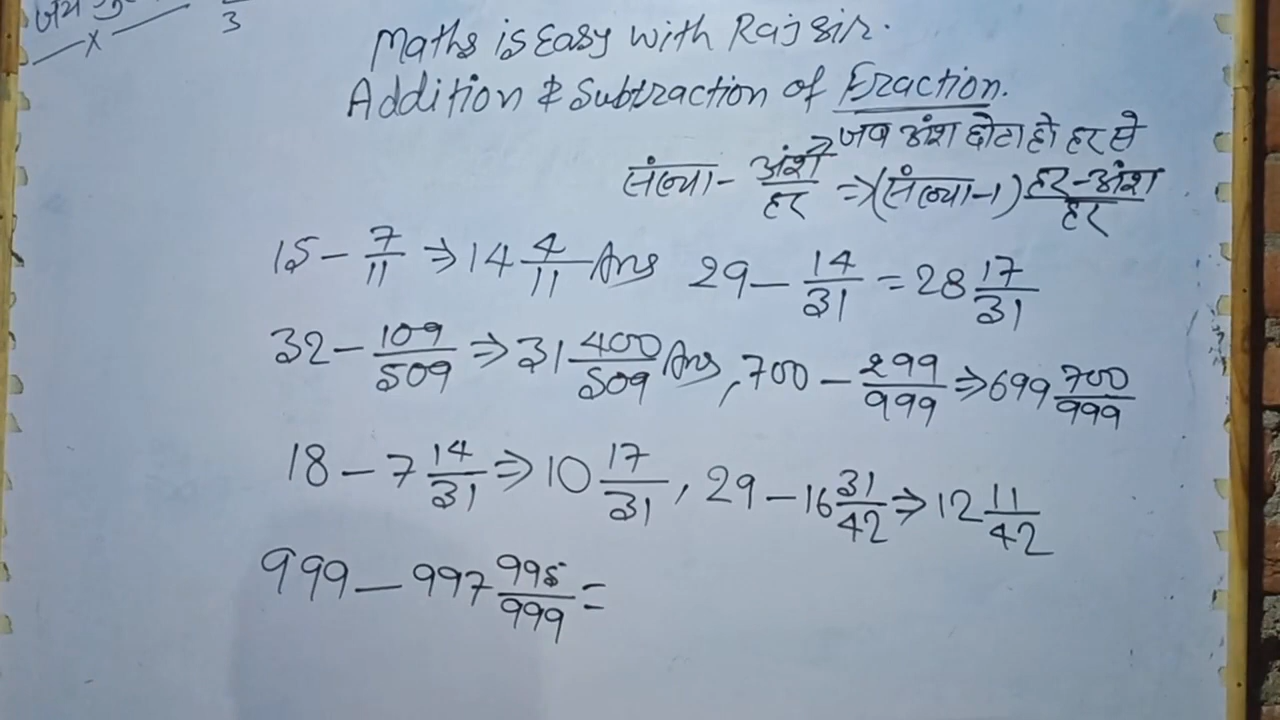 जय
3
Maths is Easy with Raj sir.
Addition & Subtraction of Fraction.
→ जब अंश छोटा हो हर से
संख्या - अंश/हर ⇒ (संख्या-1) हर-अंश/हर
15 - 7/11 ⇒ 14 4/11 Ans 29 - 14/31 = 28 17/31
32 - 109/509 ⇒ 31 400/509 Ans, 700 - 299/999 ⇒ 699 700/999
18 - 7 14/31 ⇒ 10 17/31, 29 - 16 31/42 ⇒ 12 11/42
999 - 997 995/999 =